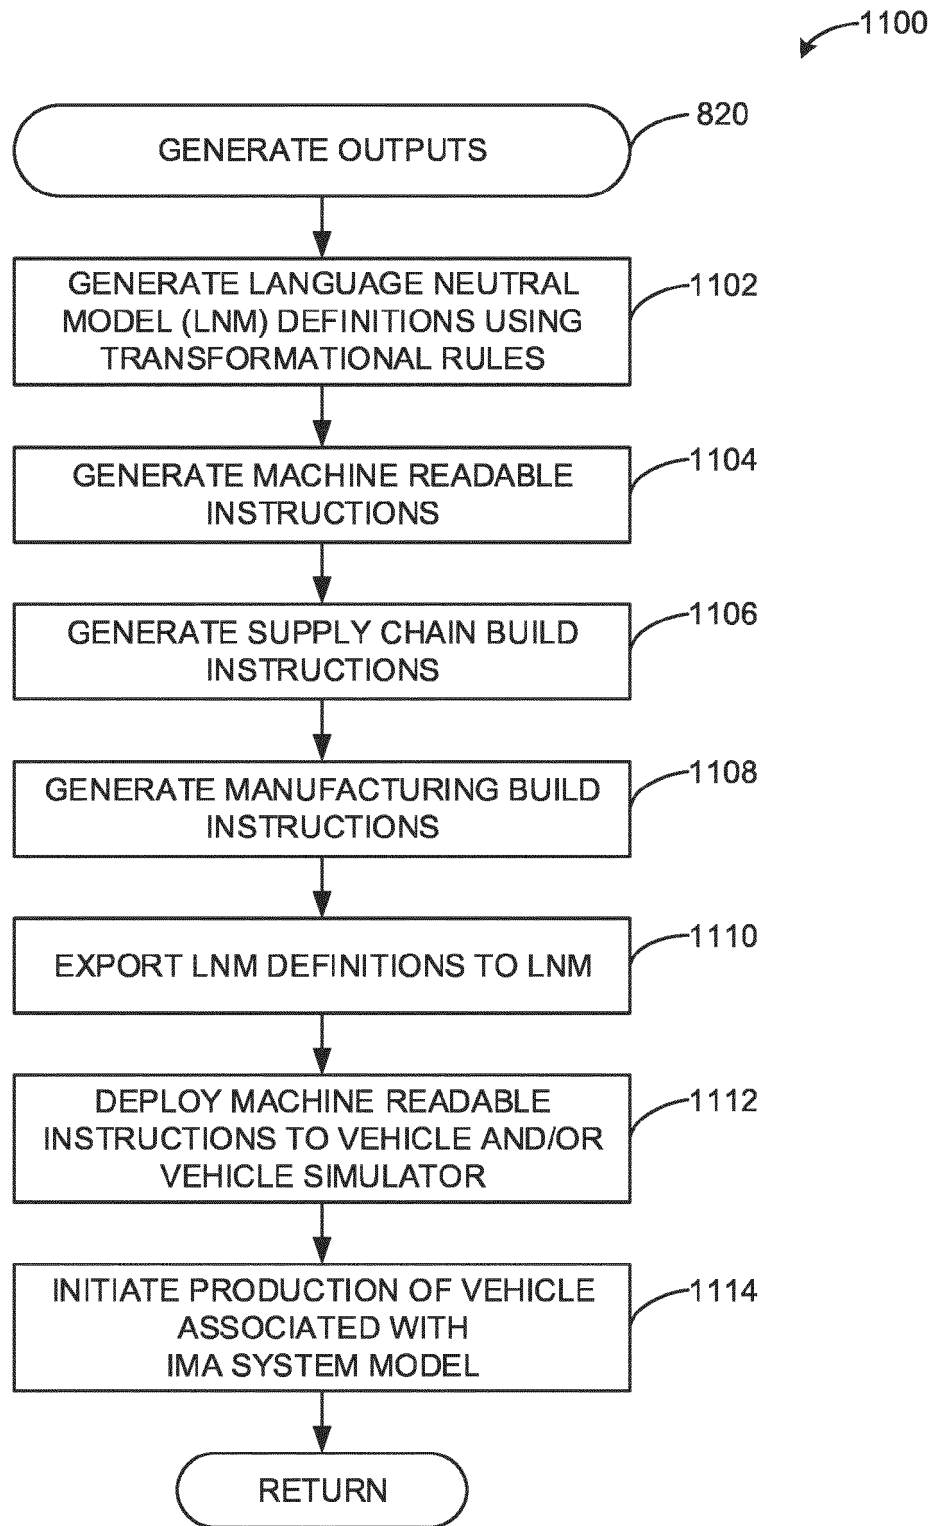 1100
GENERATE OUTPUTS
820
GENERATE LANGUAGE NEUTRAL
MODEL (LNM) DEFINITIONS USING
TRANSFORMATIONAL RULES
1102
GENERATE MACHINE READABLE
INSTRUCTIONS
1104
GENERATE SUPPLY CHAIN BUILD
INSTRUCTIONS
1106
GENERATE MANUFACTURING BUILD
INSTRUCTIONS
1108
EXPORT LNM DEFINITIONS TO LNM
1110
DEPLOY MACHINE READABLE
INSTRUCTIONS TO VEHICLE AND/OR
VEHICLE SIMULATOR
1112
INITIATE PRODUCTION OF VEHICLE
ASSOCIATED WITH
IMA SYSTEM MODEL
1114
RETURN